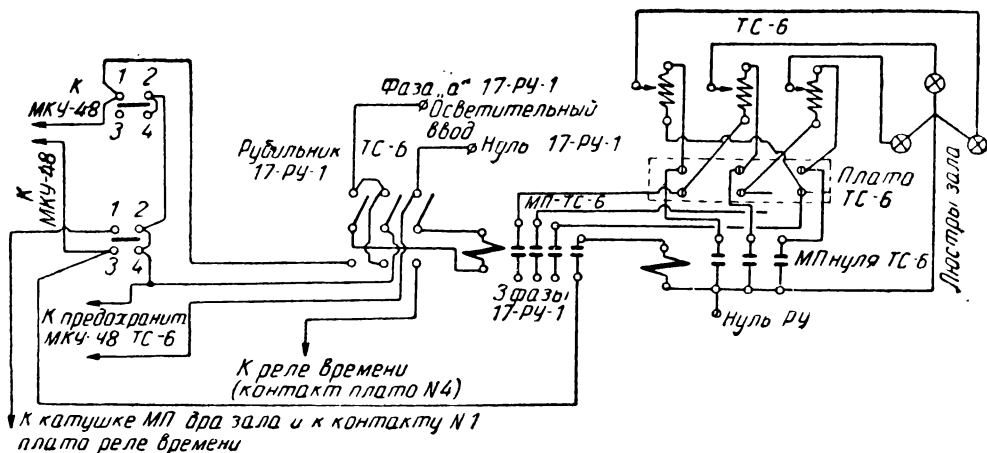 ТС-6
К
МКУ-48
1 2
3 4
К
МКУ-48
1 2
3 4
Фаза „а" 17-РУ-1
Осветительный
ввод
Рубильник ТС-6
17-РУ-1
Нуль 17-РУ-1
МП-ТС-6
Плата
ТС-6
Люстры зала
МП нуля ТС-6
3 фазы
17-РУ-1
Нуль РУ
К предохранит
МКУ-48 ТС-6
К реле времени
(контакт плато N4)
К катушке МП дра зала и к контакту N1
плато реле времени